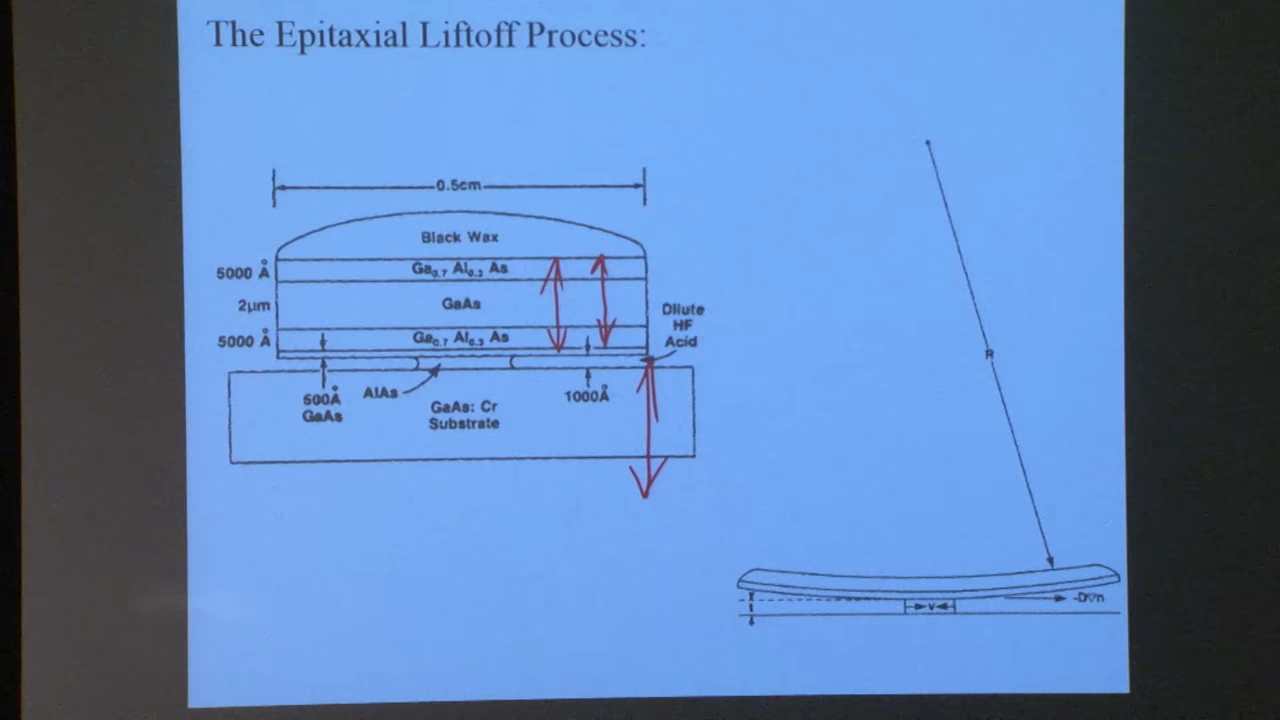 The Epitaxial Liftoff Process:
0.5cm
Black Wax
5000 Å
Ga0.7 Al0.3 As
2μm
GaAs
5000 Å
Ga0.7 Al0.3 As
Dilute
HF
Acid
500Å
GaAs
AlAs
GaAs: Cr
Substrate
1000Å
R
t
v
-D∇n